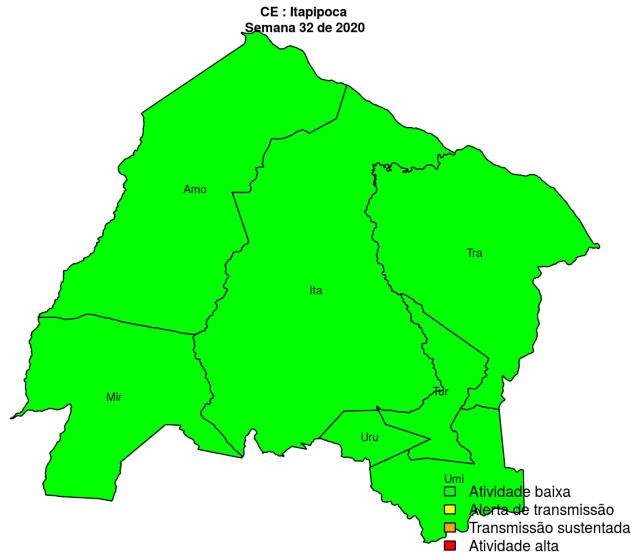 CE : Itapipoca
Semana 32 de 2020
Amo
Tra
Ita
Tur
Mir
Uru
Umi
Atividade baixa
Alerta de transmissão
Transmissão sustentada
Atividade alta